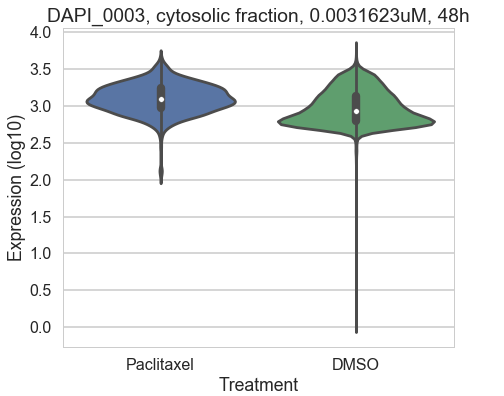 DAPI_0003, cytosolic fraction, 0.0031623uM, 48h
4.0
3.5
3.0
2.5
2.0
1.5
1.0
0.5
0.0
Expression (log10)
Paclitaxel
DMSO
Treatment